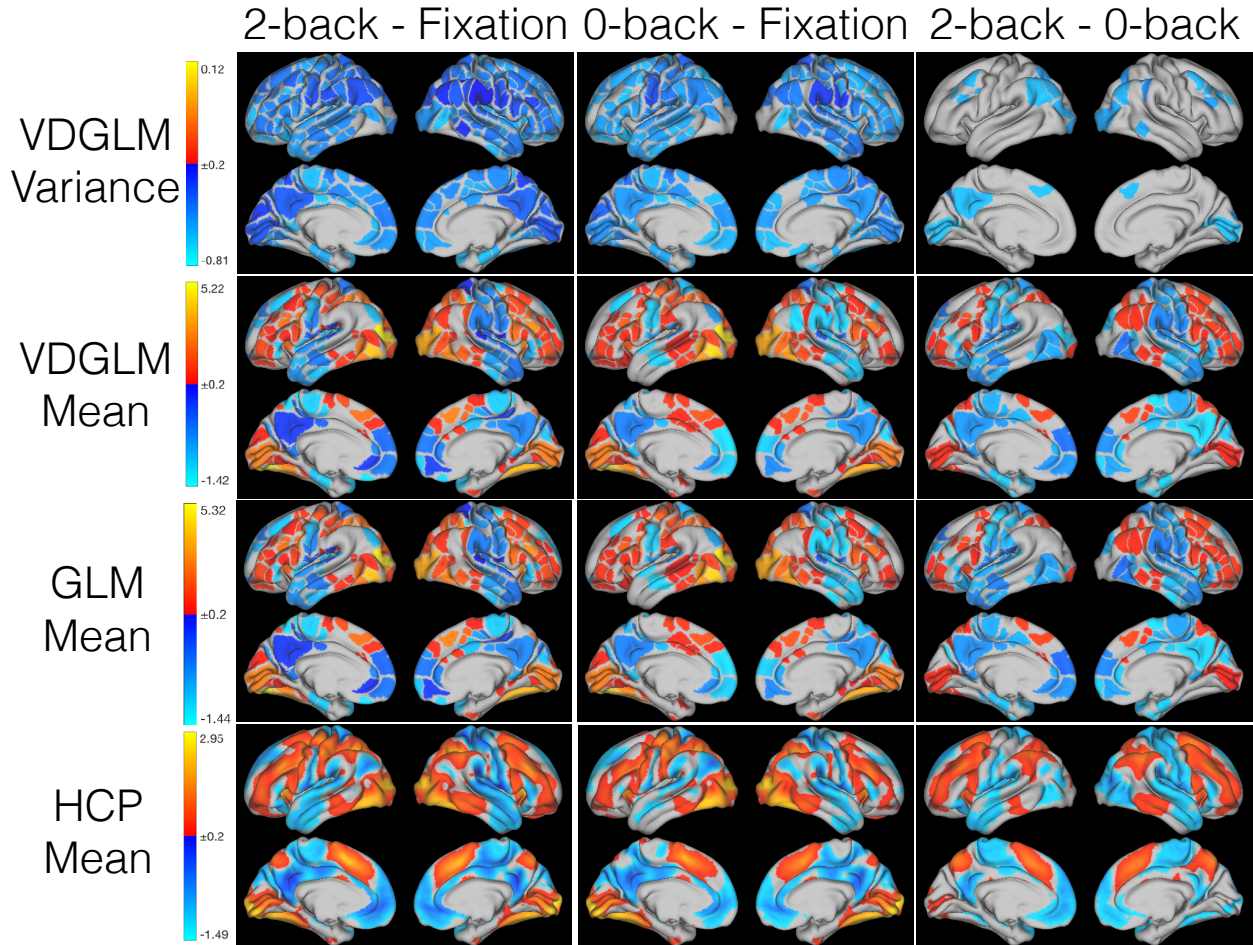 2-back - Fixation 0-back - Fixation 2-back - 0-back
VDGLM
Variance
0.12
±0.2
-0.81
VDGLM
Mean
5.22
±0.2
-1.42
GLM
Mean
5.32
±0.2
-1.44
HCP
Mean
2.95
±0.2
-1.49